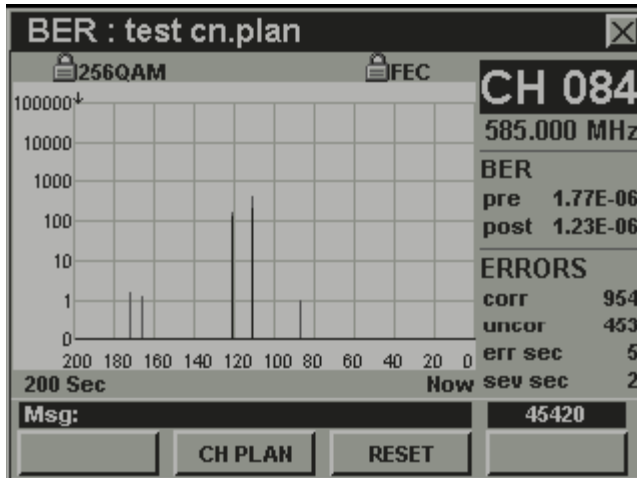 BER : test cn.plan
256QAM
FEC
CH 084
585.000 MHz
BER
pre 1.77E-06
post 1.23E-06
ERRORS
corr 954
uncor 453
err sec 5
sev sec 2
100000
10000
1000
100
10
1
0
200 180 160 140 120 100 80 60 40 20 0
200 Sec Now
Msg:
45420
CH PLAN
RESET